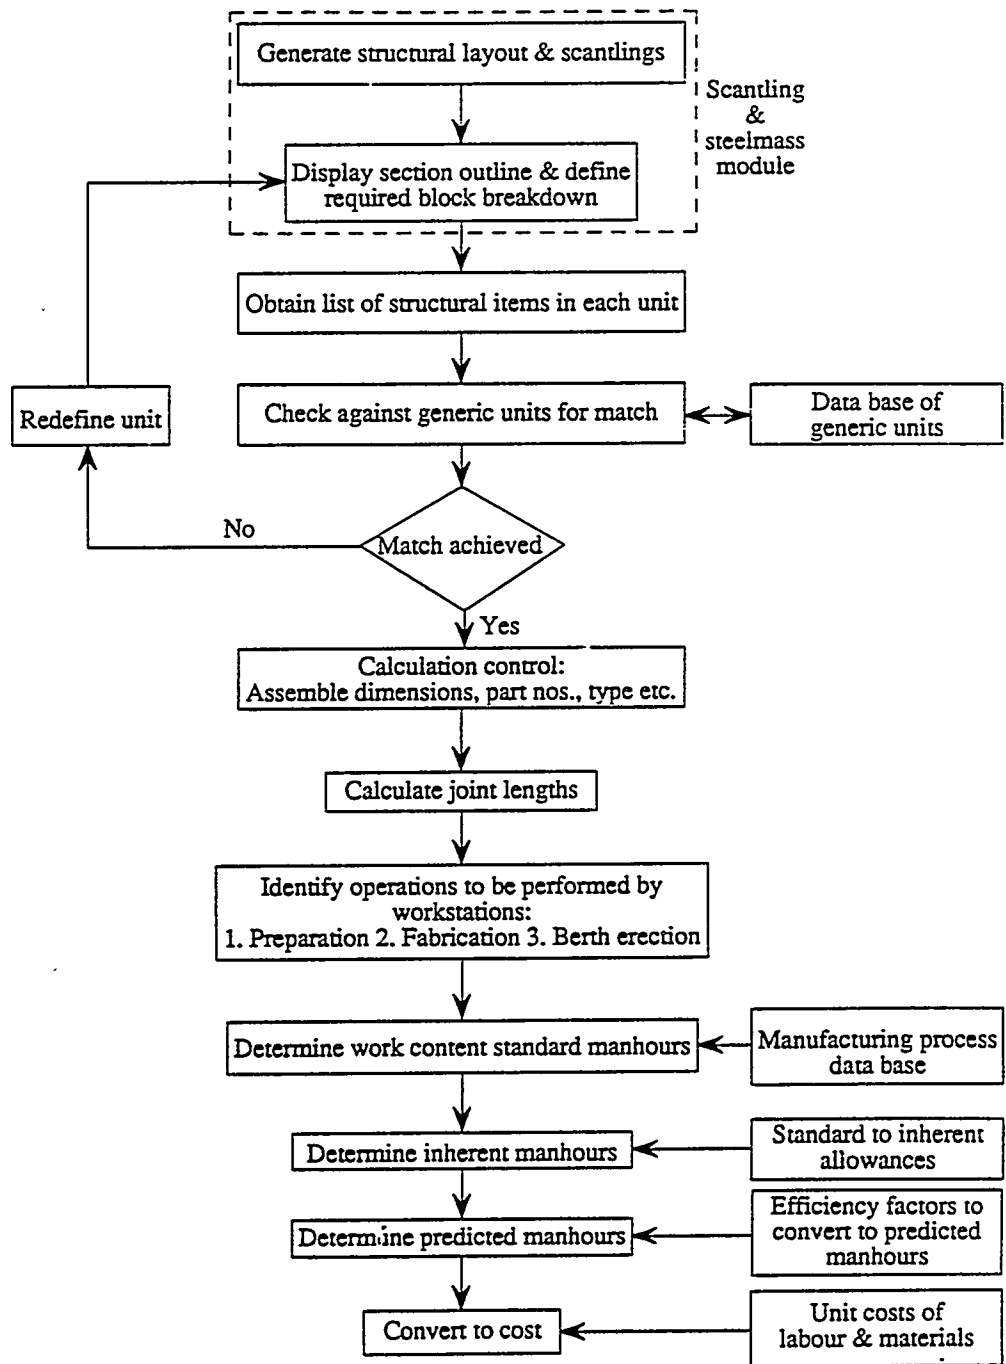 Generate structural layout & scantlings
Scantling
&
steelmass
module
Display section outline & define
required block breakdown
Obtain list of structural items in each unit
Redefine unit
Check against generic units for match
Data base of
generic units
No
Match achieved
Yes
Calculation control:
Assemble dimensions, part nos., type etc.
Calculate joint lengths
Identify operations to be performed by
workstations:
1. Preparation 2. Fabrication 3. Berth erection
Determine work content standard manhours
Manufacturing process
data base
Determine inherent manhours
Standard to inherent
allowances
Determine predicted manhours
Efficiency factors to
convert to predicted
manhours
Convert to cost
Unit costs of
labour & materials